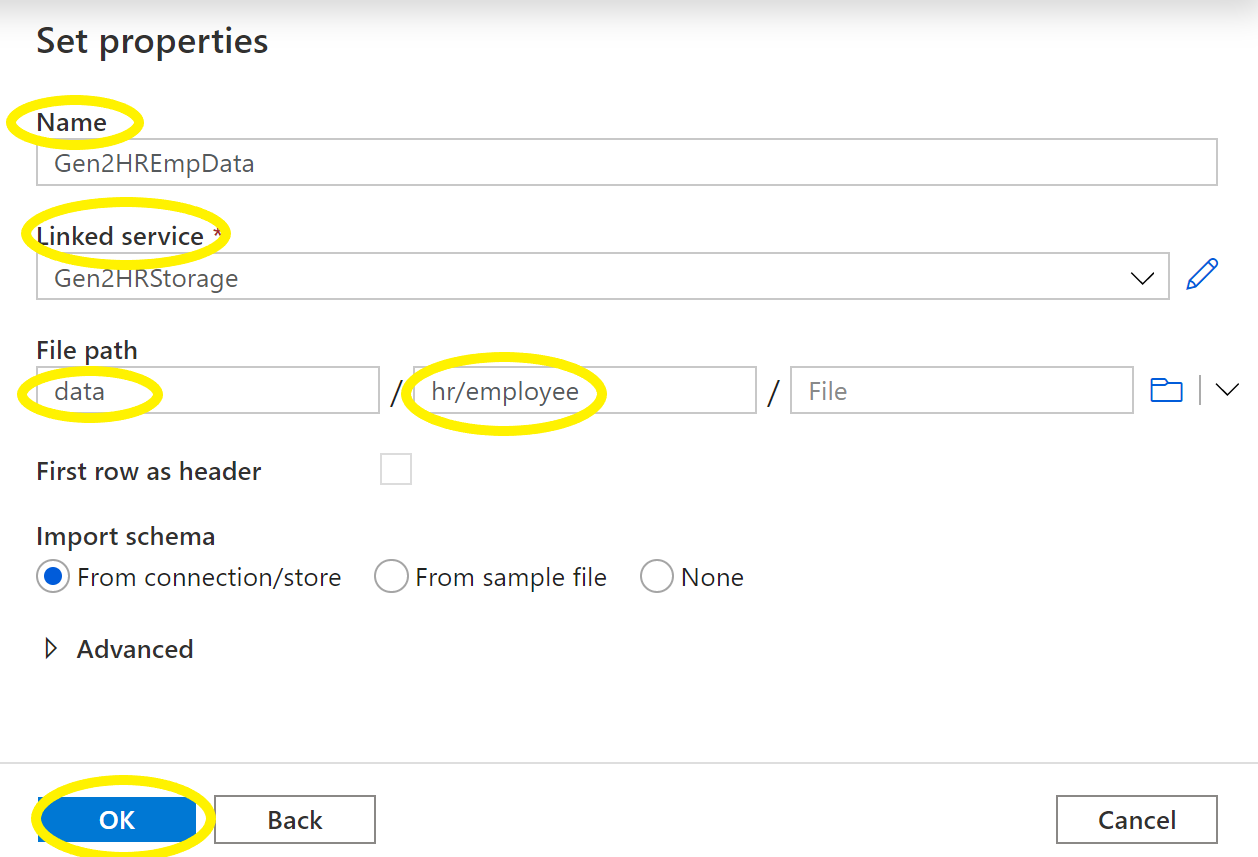 Set properties
Name
Gen2HREmpData
Linked service *
Gen2HRStorage
File path
data / hr/employee / File
First row as header
Import schema
From connection/store From sample file None
Advanced
OK Back Cancel